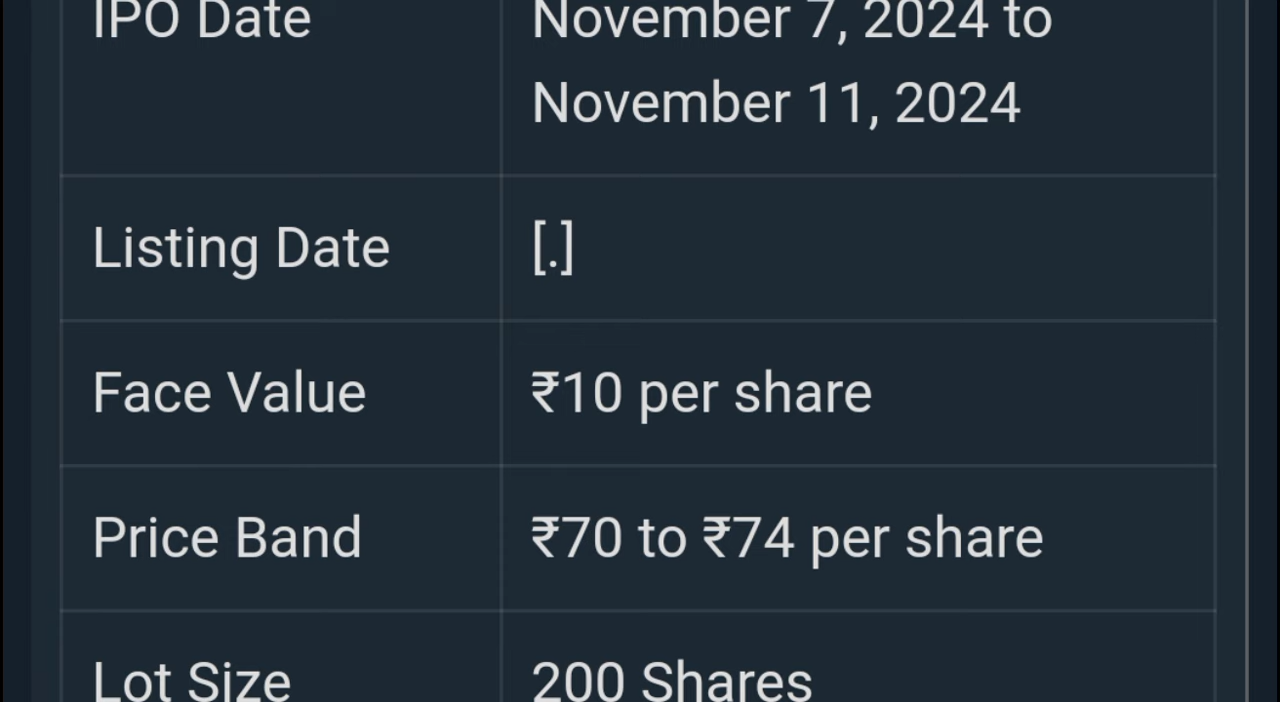 IPO Date
November 7, 2024 to
November 11, 2024
Listing Date
[.]
Face Value
₹10 per share
Price Band
₹70 to ₹74 per share
Lot Size
200 Shares